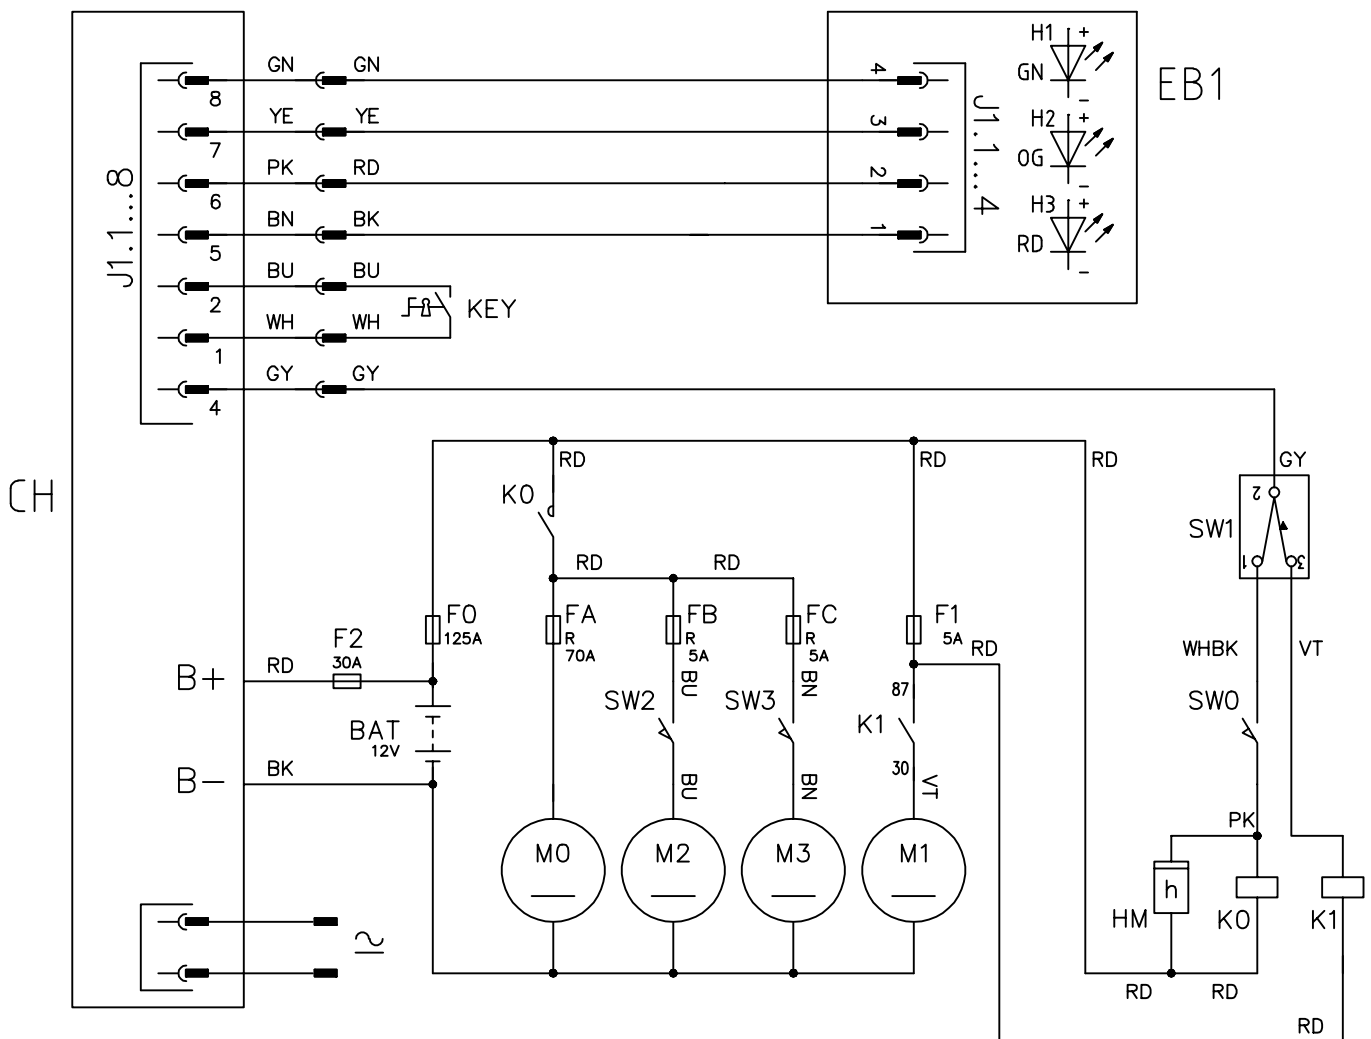 H1 +
GN GN 4 GN
8 -
EB1
YE YE 3 H2 +
7 OG
-
PK RD 2 H3 +
6
BN BK 1 RD
5 -
J1.1...8
J1.1...4
BU BU
2 KEY
WH WH
1
GY GY
4
CH
RD RD RD GY
K0 2
SW1
1 3
RD RD
F0 FA FB FC F1
125A R R R 5A
70A 5A 5A
F2
30A
RD WHBK VT
B+ RD BU BN 87
SW2 SW3 K1 SW0
BAT
12V
B- BK BU BN 30 VT
PK
M0 M2 M3 M1
h
HM K0 K1
≃
RD RD
RD